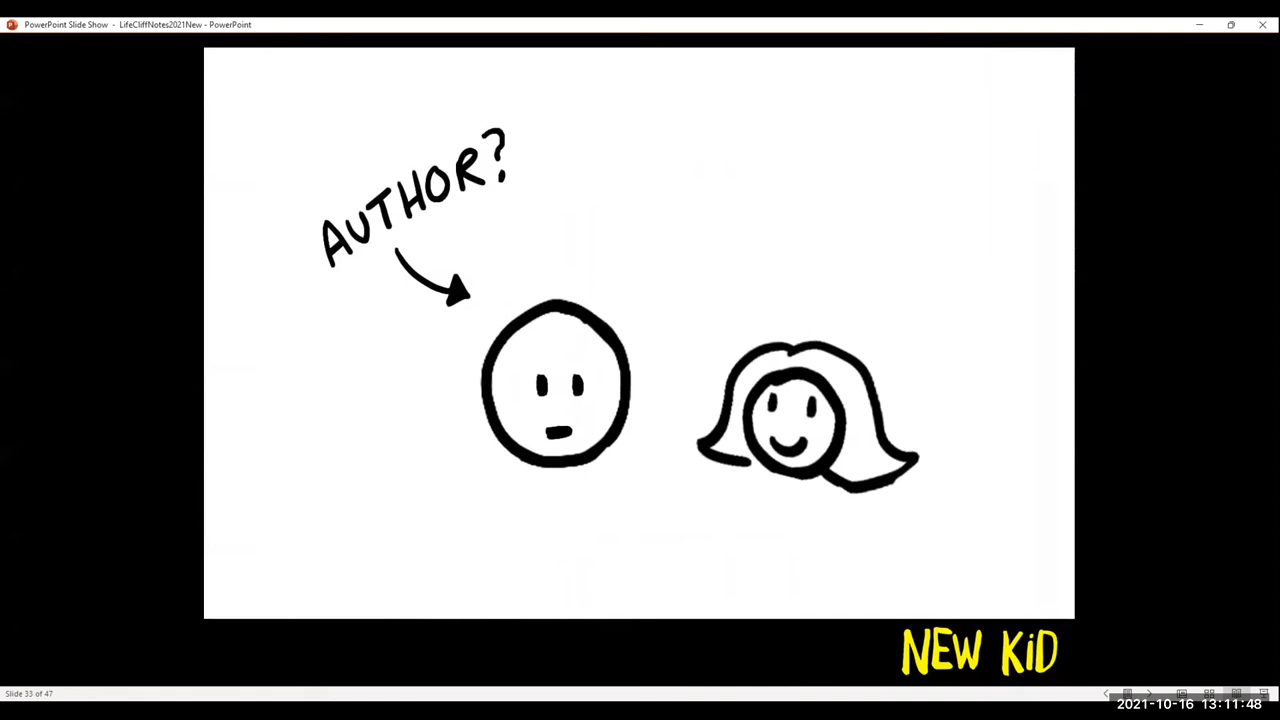 PowerPoint Slide Show - LifeCliffNotes2021New - PowerPoint
AUTHOR?
NEW KiD
Slide 33 of 47
2021-10-16 13:11:48